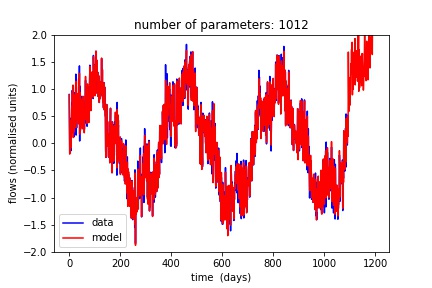 number of parameters: 1012
flows (normalised units)
2.0
1.5
1.0
0.5
0.0
−0.5
−1.0
−1.5
−2.0
data
model
0 200 400 600 800 1000 1200
time (days)